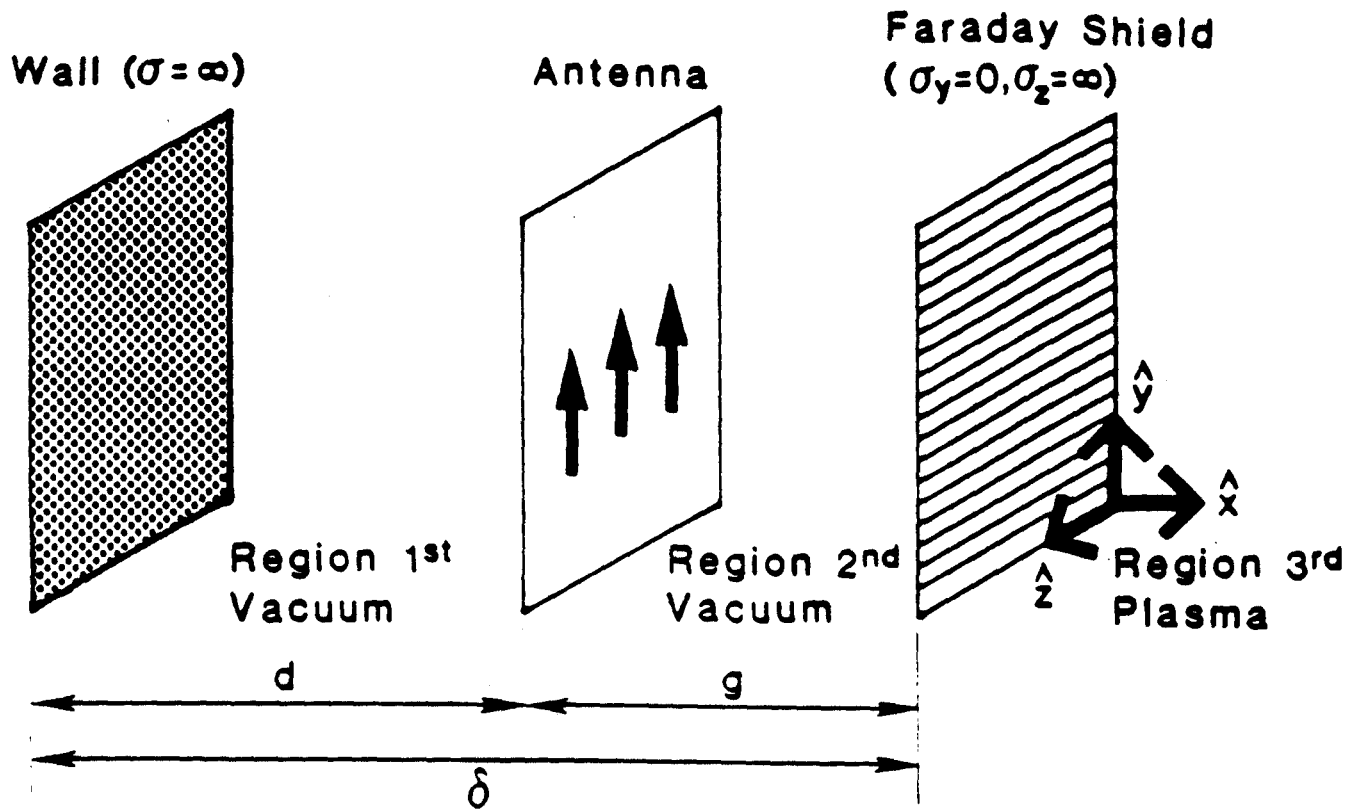 Wall (σ=∞)
Antenna
Faraday Shield
(σy=0,σz=∞)
ŷ
x̂
ẑ
Region 1st
Vacuum
Region 2nd
Vacuum
Region 3rd
Plasma
d
g
δ